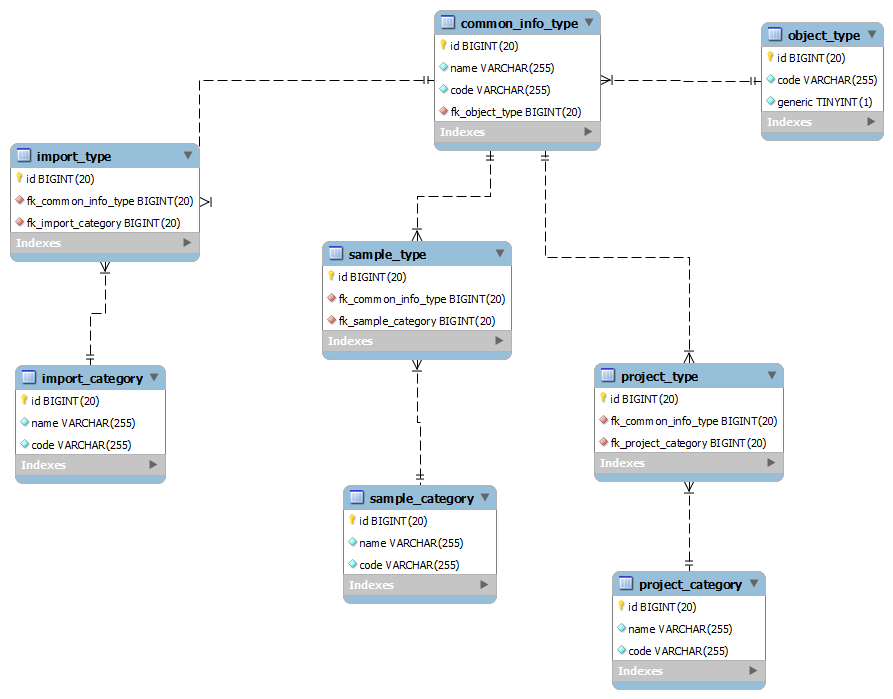 common_info_type
id BIGINT(20)
name VARCHAR(255)
code VARCHAR(255)
fk_object_type BIGINT(20)
Indexes
object_type
id BIGINT(20)
code VARCHAR(255)
generic TINYINT(1)
Indexes
import_type
id BIGINT(20)
fk_common_info_type BIGINT(20)
fk_import_category BIGINT(20)
Indexes
sample_type
id BIGINT(20)
fk_common_info_type BIGINT(20)
fk_sample_category BIGINT(20)
Indexes
import_category
id BIGINT(20)
name VARCHAR(255)
code VARCHAR(255)
Indexes
project_type
id BIGINT(20)
fk_common_info_type BIGINT(20)
fk_project_category BIGINT(20)
Indexes
sample_category
id BIGINT(20)
name VARCHAR(255)
code VARCHAR(255)
Indexes
project_category
id BIGINT(20)
name VARCHAR(255)
code VARCHAR(255)
Indexes